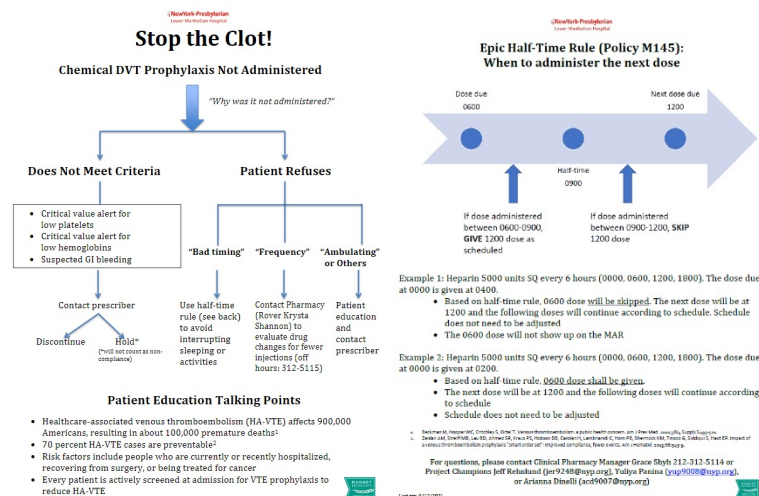 NewYork-Presbyterian
Lower Manhattan Hospital
Stop the Clot!
Chemical DVT Prophylaxis Not Administered
“Why was it not administered?”
Does Not Meet Criteria
Patient Refuses
• Critical value alert for
low platelets
• Critical value alert for
low hemoglobins
• Suspected GI bleeding
“Bad timing”
“Frequency”
“Ambulating”
or Others
Contact prescriber
Discontinue
Hold*
(*will not count as non-
compliance)
Use half-time
rule (see back)
to avoid
interrupting
sleeping or
activities
Contact Pharmacy
(Rover Krysta
Shannon) to
evaluate drug
changes for fewer
injections (off
hours: 312-5115)
Patient
education
and
contact
prescriber
Patient Education Talking Points
• Healthcare-associated venous thromboembolism (HA-VTE) affects 900,000
Americans, resulting in about 100,000 premature deaths¹
• 70 percent HA-VTE cases are preventable²
• Risk factors include people who are currently or recently hospitalized,
recovering from surgery, or being treated for cancer
• Every patient is actively screened at admission for VTE prophylaxis to
reduce HA-VTE
NewYork-Presbyterian
Lower Manhattan Hospital
Epic Half-Time Rule (Policy M145):
When to administer the next dose
Dose due
0600
Next dose due
1200
Half-time
0900
If dose administered
between 0600-0900,
GIVE 1200 dose as
scheduled
If dose administered
between 0900-1200, SKIP
1200 dose
Example 1: Heparin 5000 units SQ every 6 hours (0000, 0600, 1200, 1800). The dose due
at 0000 is given at 0400.
• Based on half-time rule, 0600 dose will be skipped. The next dose will be at
1200 and the following doses will continue according to schedule. Schedule
does not need to be adjusted
• The 0600 dose will not show up on the MAR
Example 2: Heparin 5000 units SQ every 6 hours (0000, 0600, 1200, 1800). The dose due
at 0000 is given at 0200.
• Based on half-time rule, 0600 dose shall be given.
• The next dose will be at 1200 and the following doses will continue according
to schedule
• Schedule does not need to be adjusted
For questions, please contact Clinical Pharmacy Manager Grace Shyh 212-312-5114 or
Project Champions Jeff Rehnlund (jer9248@nyp.org), Yuliya Panina (yup9008@nyp.org),
or Arianna Dinelli (acd9007@nyp.org)